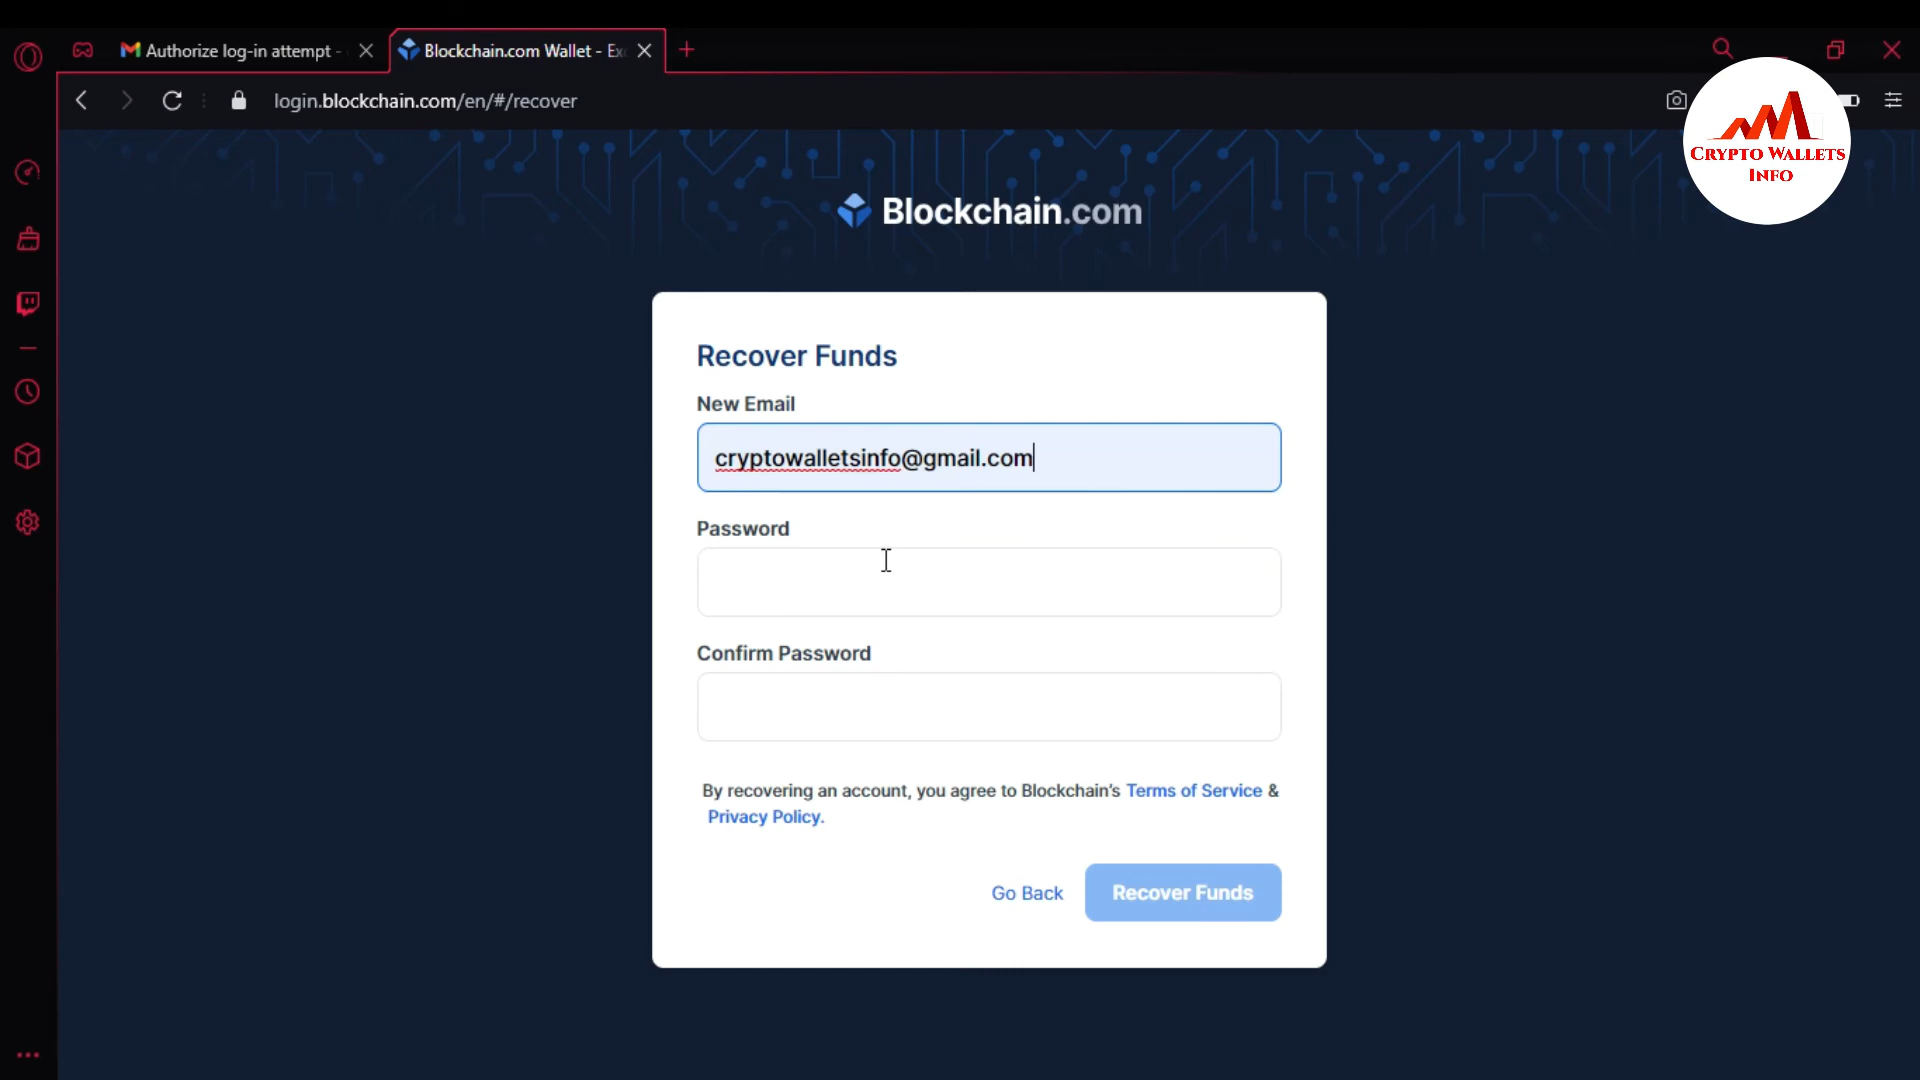 Authorize log-in attempt -
Blockchain.com Wallet - Ex
login.blockchain.com/en/#/recover
CRYPTO WALLETS
INFO
Blockchain.com
Recover Funds
New Email
cryptowalletsinfo@gmail.com
Password
Confirm Password
By recovering an account, you agree to Blockchain's Terms of Service &
Privacy Policy.
Go Back
Recover Funds